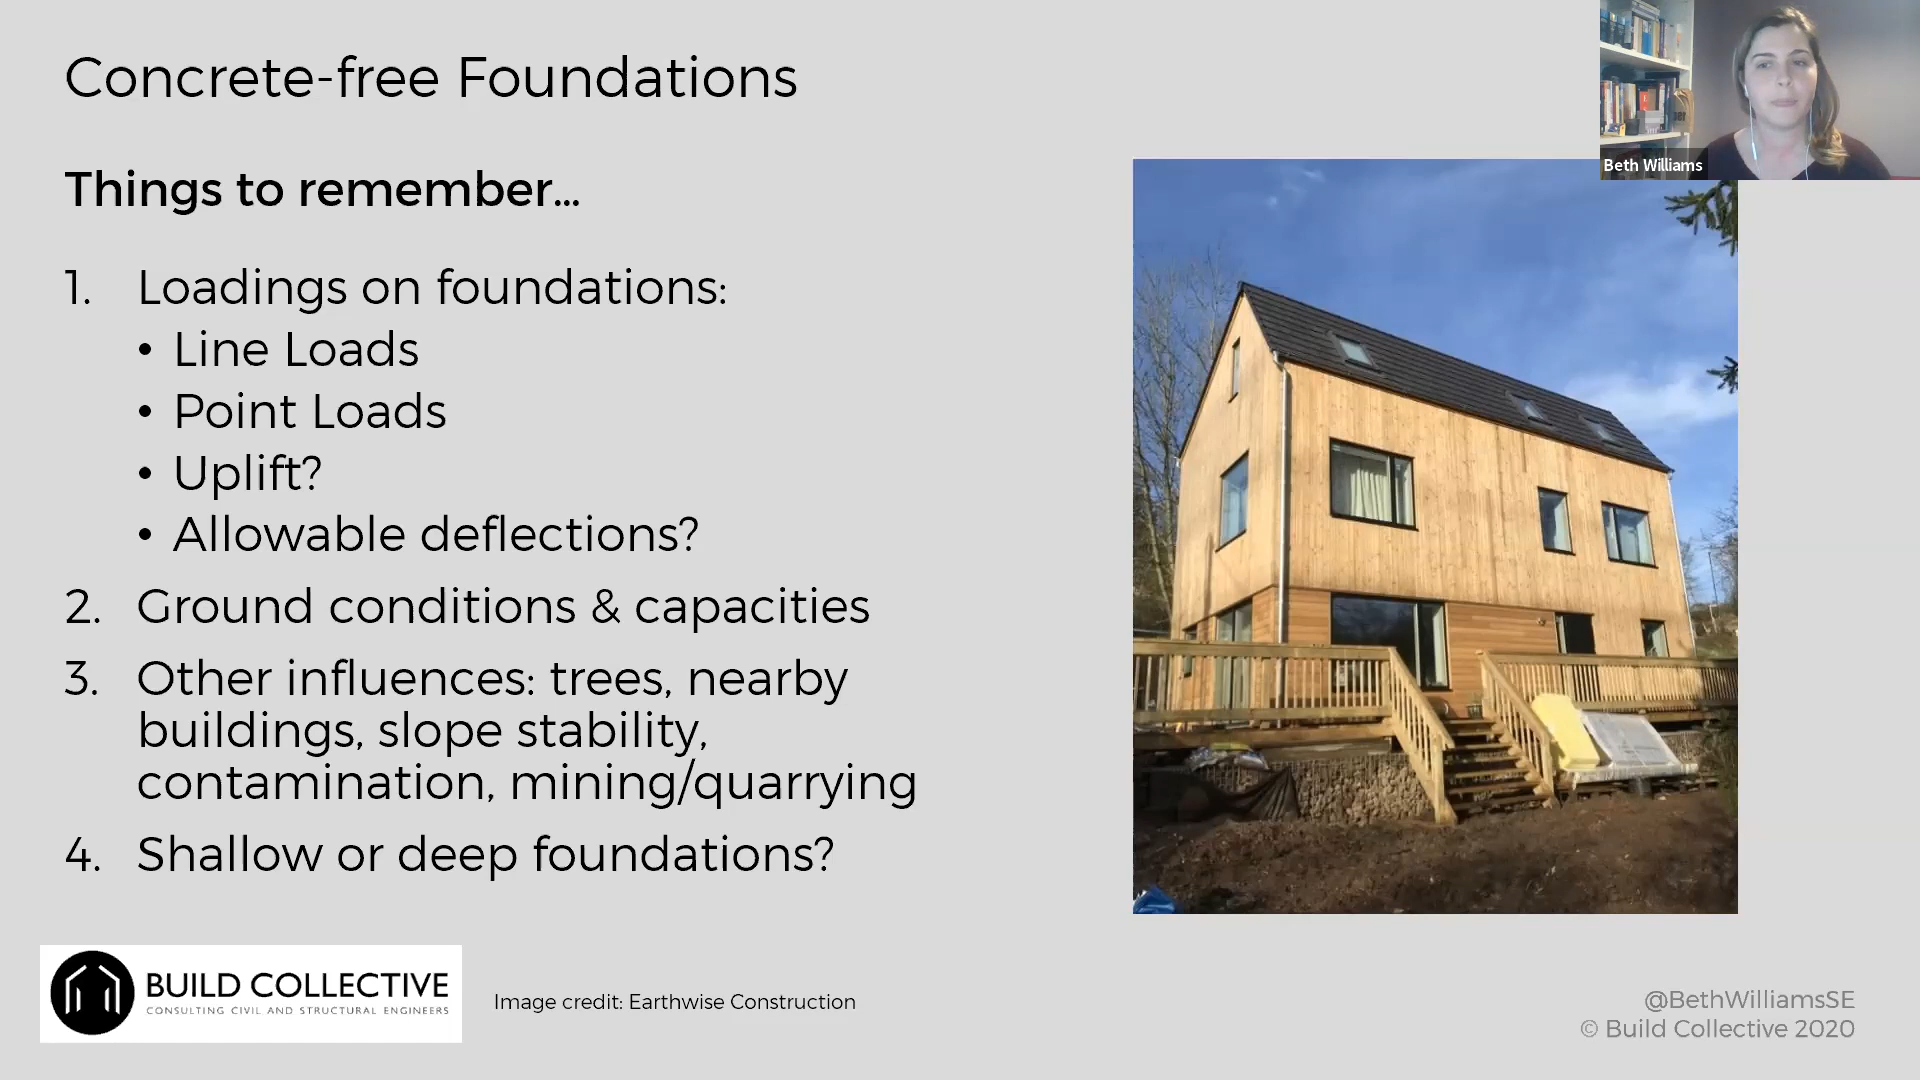 Concrete-free Foundations
Beth Williams
Things to remember...
1. Loadings on foundations:
• Line Loads
• Point Loads
• Uplift?
• Allowable deflections?
2. Ground conditions & capacities
3. Other influences: trees, nearby
buildings, slope stability,
contamination, mining/quarrying
4. Shallow or deep foundations?
BUILD COLLECTIVE
CONSULTING CIVIL AND STRUCTURAL ENGINEERS
Image credit: Earthwise Construction
@BethWilliamsSE
© Build Collective 2020